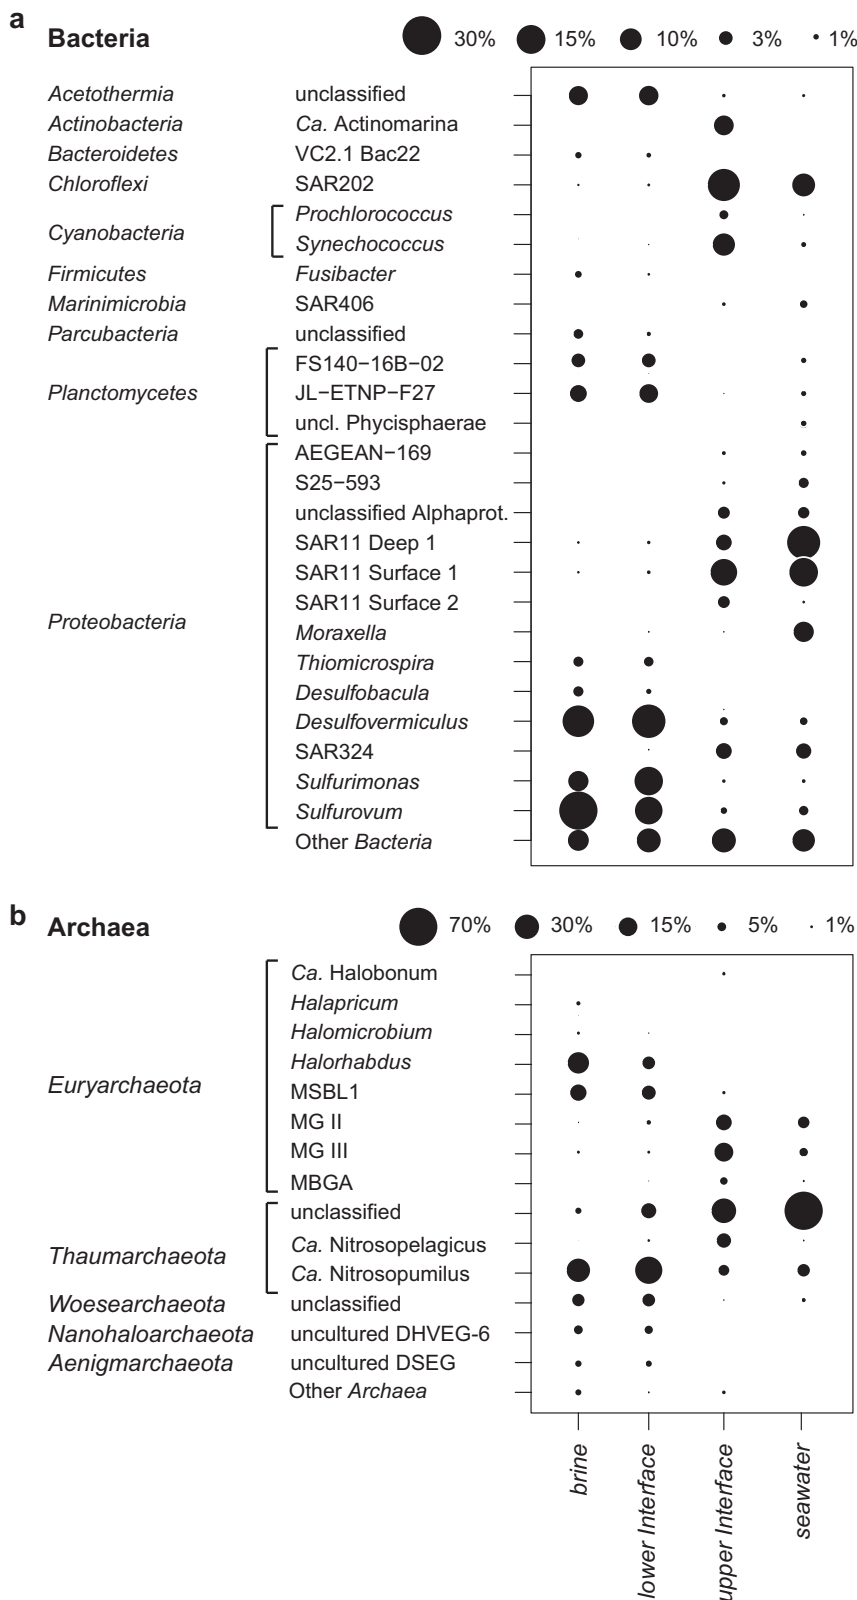 a Bacteria 30% 15% 10% 3% 1%
Acetothermia unclassified
Actinobacteria Ca. Actinomarina
Bacteroidetes VC2.1 Bac22
Chloroflexi SAR202
Prochlorococcus
Cyanobacteria
Synechococcus
Firmicutes Fusibacter
Marinimicrobia SAR406
Parcubacteria unclassified
FS140−16B−02
Planctomycetes JL−ETNP−F27
uncl. Phycisphaerae
AEGEAN−169
S25−593
unclassified Alphaprot.
SAR11 Deep 1
SAR11 Surface 1
SAR11 Surface 2
Proteobacteria
Moraxella
Thiomicrospira
Desulfobacula
Desulfovermiculus
SAR324
Sulfurimonas
Sulfurovum
Other Bacteria
b Archaea 70% 30% 15% 5% 1%
Ca. Halobonum
Halapricum
Halomicrobium
Halorhabdus
Euryarchaeota
MSBL1
MG II
MG III
MBGA
unclassified
Ca. Nitrosopelagicus
Thaumarchaeota
Ca. Nitrosopumilus
Woesearchaeota unclassified
Nanohaloarchaeota uncultured DHVEG-6
Aenigmarchaeota uncultured DSEG
Other Archaea
brine
lower Interface
upper Interface
seawater